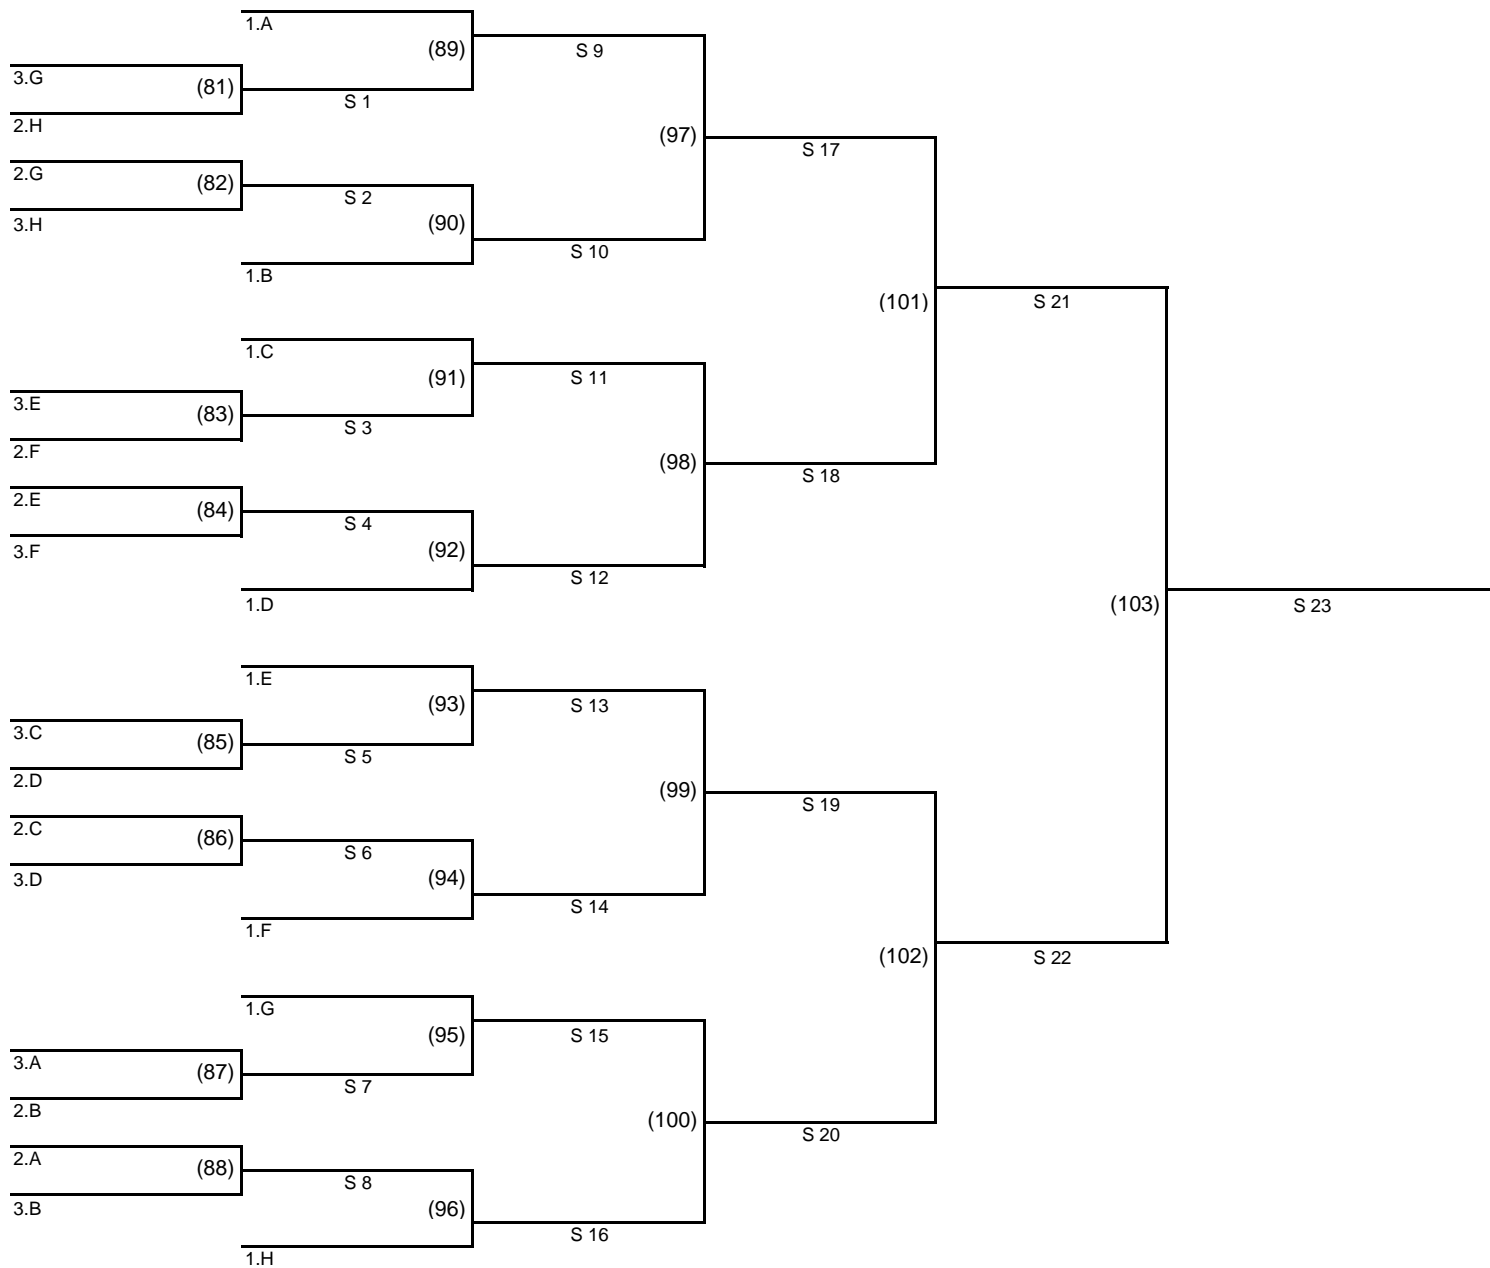 1.A
(89)
S 9
3.G
(81)
S 1
2.H
(97)
S 17
2.G
(82)
S 2
3.H
(90)
S 10
1.B
(101)
S 21
1.C
(91)
S 11
3.E
(83)
S 3
2.F
(98)
S 18
2.E
(84)
S 4
3.F
(92)
S 12
1.D
(103)
S 23
1.E
(93)
S 13
3.C
(85)
S 5
2.D
(99)
S 19
2.C
(86)
S 6
3.D
(94)
S 14
1.F
(102)
S 22
1.G
(95)
S 15
3.A
(87)
S 7
2.B
(100)
S 20
2.A
(88)
S 8
3.B
(96)
S 16
1.H